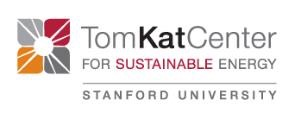 TomKatCenter
FOR SUSTAINABLE ENERGY
STANFORD UNIVERSITY